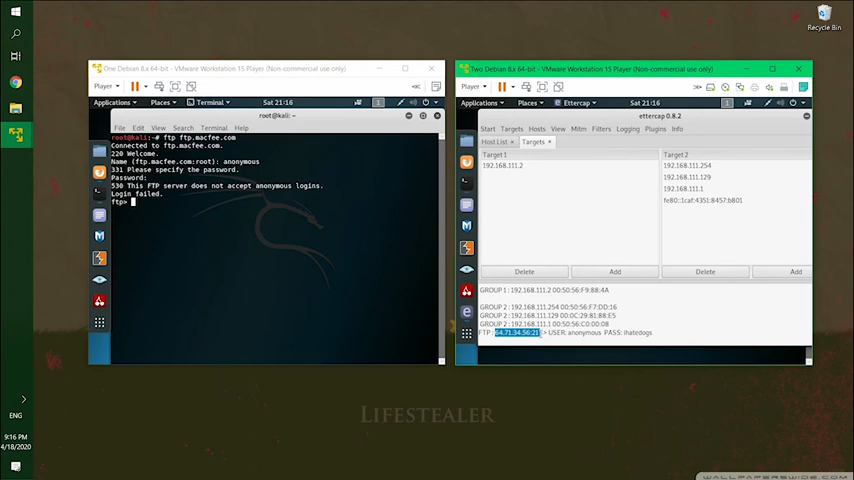 Recycle Bin
One Debian 8.x 64-bit - VMware Workstation 15 Player (Non-commercial use only)
Player
Applications Places Terminal Sat 21:16 1
root@kali: ~
File Edit View Search Terminal Help
root@kali:~# ftp ftp.macfee.com
Connected to ftp.macfee.com.
220 Welcome.
Name (ftp.macfee.com:root): anonymous
331 Please specify the password.
Password:
530 This FTP server does not accept anonymous logins.
Login failed.
ftp>
Two Debian 8.x 64-bit - VMware Workstation 15 Player (Non-commercial use only)
Player
Applications Places Ettercap Sat 21:16 1
ettercap 0.8.2
Start Targets Hosts View Mitm Filters Logging Plugins Info
Host List × Targets ×
Target 1 Target 2
192.168.111.2 192.168.111.254
192.168.111.129
192.168.111.1
fe80::1caf:4351:8457:b801
Delete Add Delete Add
GROUP 1 : 192.168.111.2 00:50:56:F9:88:4A
GROUP 2 : 192.168.111.254 00:50:56:F7:DD:16
GROUP 2 : 192.168.111.129 00:0C:29:81:88:E5
GROUP 2 : 192.168.111.1 00:50:56:C0:00:08
FTP : 64.71.34.56:21 -> USER: anonymous PASS: ihatedogs
LIFESTEALER
ENG
9:16 PM
4/18/2020
WALLPAPERSWIDE.COM